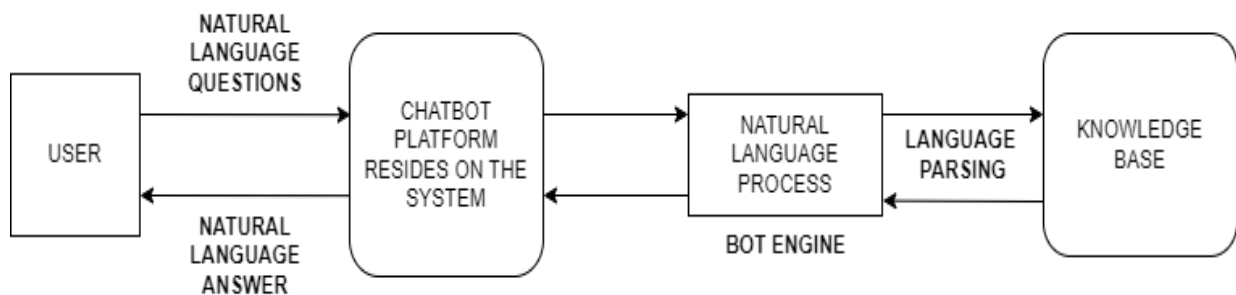 NATURAL
LANGUAGE
QUESTIONS
USER
NATURAL
LANGUAGE
ANSWER
CHATBOT
PLATFORM
RESIDES ON THE
SYSTEM
NATURAL
LANGUAGE
PROCESS
BOT ENGINE
LANGUAGE
PARSING
KNOWLEDGE
BASE